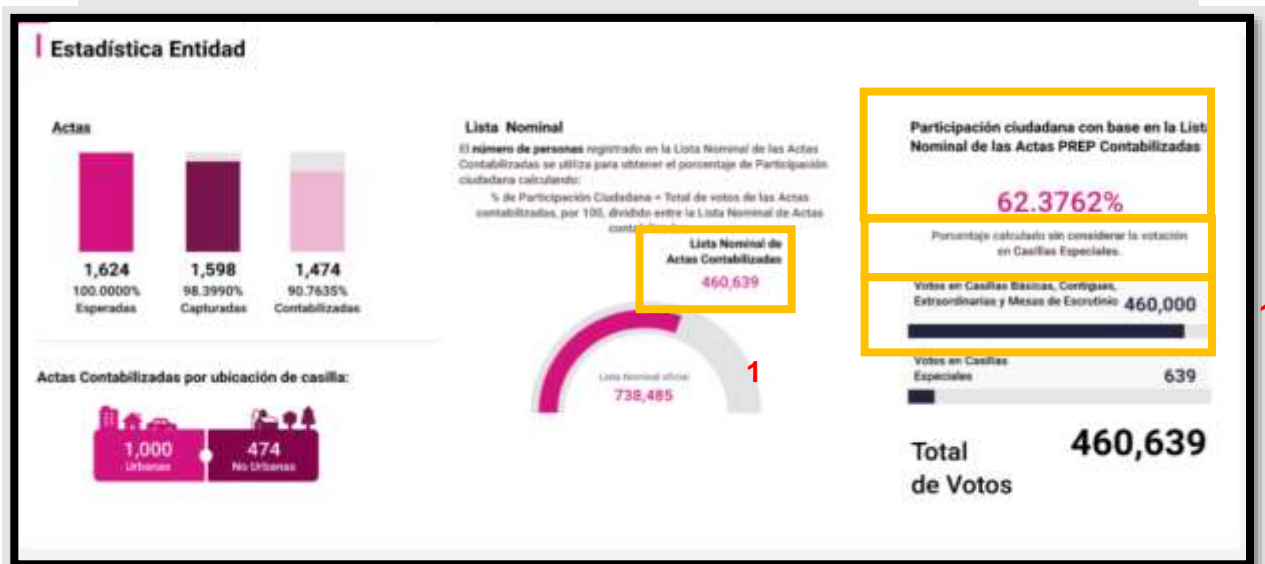 Estadística Entidad
Actas
1,624
100.0000%
Esperadas
1,598
98.3990%
Capturadas
1,474
90.7635%
Contabilizadas
Actas Contabilizadas por ubicación de casilla:
1,000
Urbanas
474
No Urbanas
Lista Nominal
El número de personas registrado en la Lista Nominal de las Actas
Contabilizadas se utiliza para obtener el porcentaje de Participación
ciudadana calculando:
% de Participación Ciudadana = Total de votos de las Actas
contabilizadas, por 100, dividido entre la Lista Nominal de Actas
Lista Nominal de
Actas Contabilizadas
460,639
Lista Nominal oficial
738,485
1
Participación ciudadana con base en la List
Nominal de las Actas PREP Contabilizadas
62.3762%
Porcentaje calculado sin considerar la votación
en Casillas Especiales.
Votos en Casillas Básicas, Contiguas,
Extraordinarias y Mesas de Escrutinio 460,000
Votos en Casillas
Especiales 639
Total 460,639
de Votos